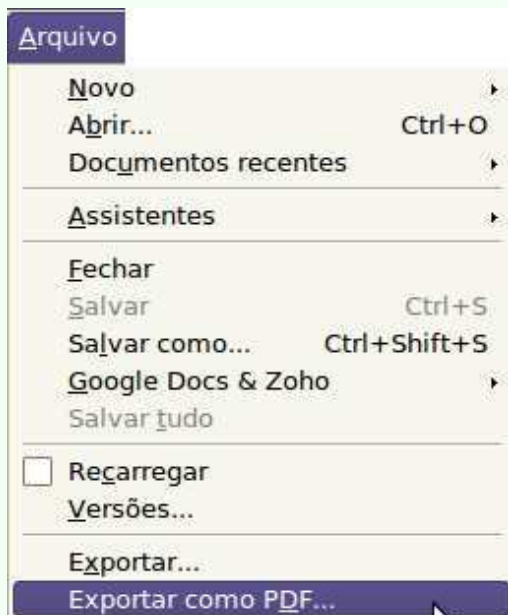 Arquivo
Novo
Abrir... Ctrl+O
Documentos recentes
Assistentes
Fechar
Salvar Ctrl+S
Salvar como... Ctrl+Shift+S
Google Docs & Zoho
Salvar tudo
Recarregar
Versões...
Exportar...
Exportar como PDF...